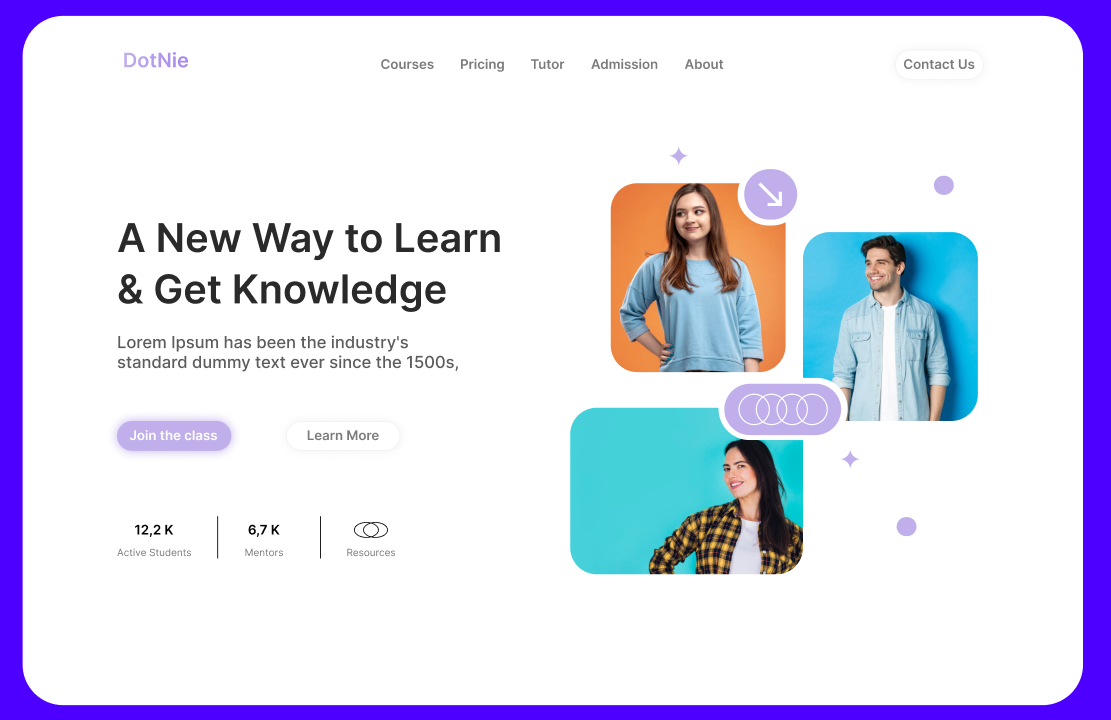 DotNie
Courses Pricing Tutor Admission About
Contact Us
A New Way to Learn
& Get Knowledge
Lorem Ipsum has been the industry's
standard dummy text ever since the 1500s,
Join the class
Learn More
12,2 K
Active Students
6,7 K
Mentors
Resources